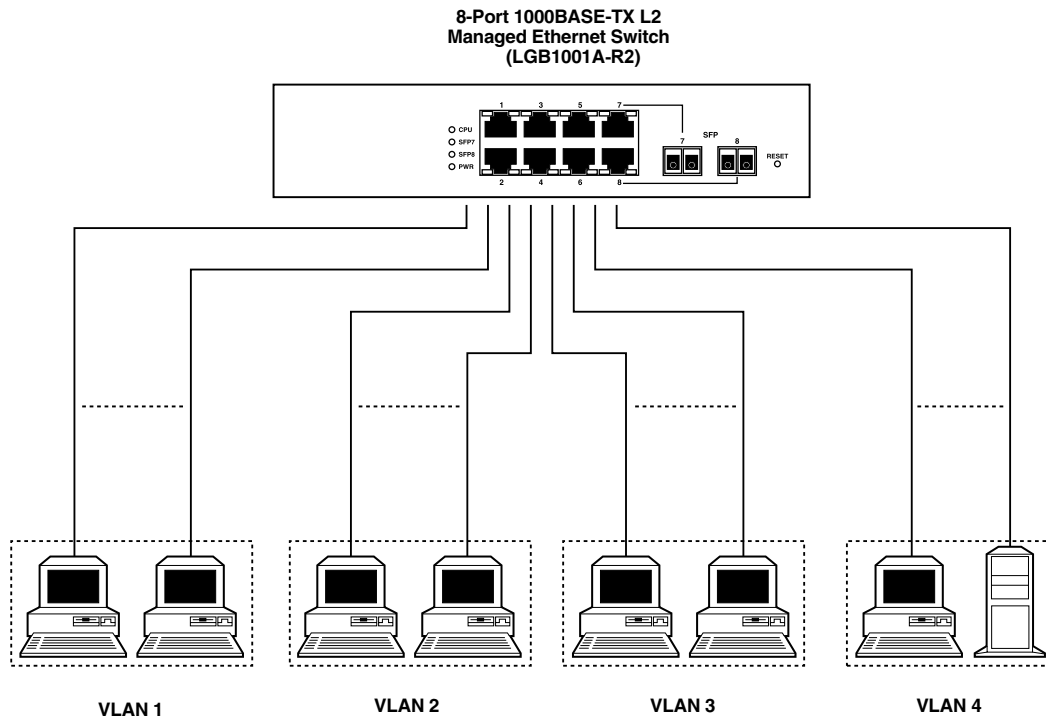 8-Port 1000BASE-TX L2
Managed Ethernet Switch
(LGB1001A-R2)
1 3 5 7
CPU
SFP7
SFP8
PWR
SFP
7 8
RESET
2 4 6 8
VLAN 1
VLAN 2
VLAN 3
VLAN 4